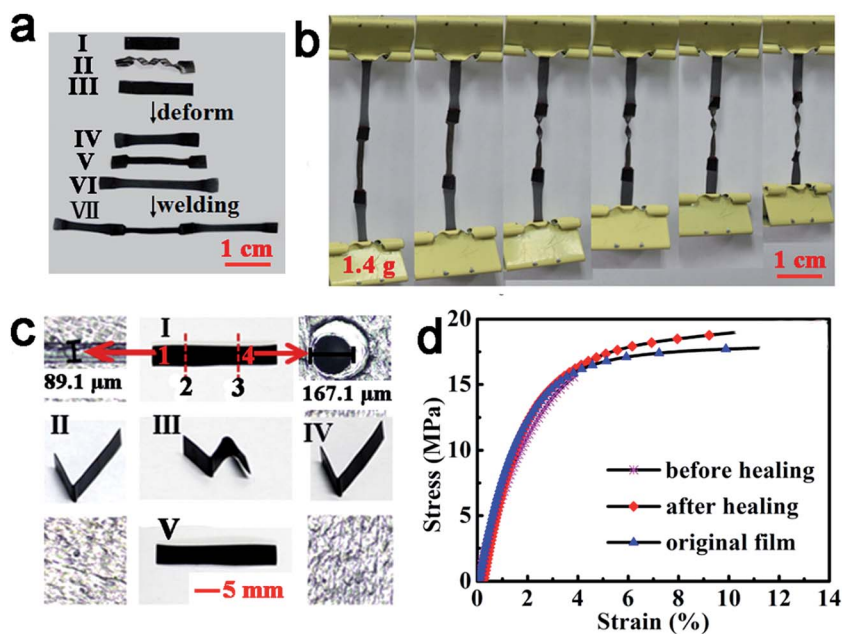 a
I
II
III
↓deform
IV
V
VI
↓welding
VII
1 cm
b
1.4 g
1 cm
c
I
1
4
2
3
89.1 μm
167.1 μm
II
III
IV
V
5 mm
d
20
15
10
5
0
0 2 4 6 8 10 12 14
Stress (MPa)
Strain (%)
before healing
after healing
original film